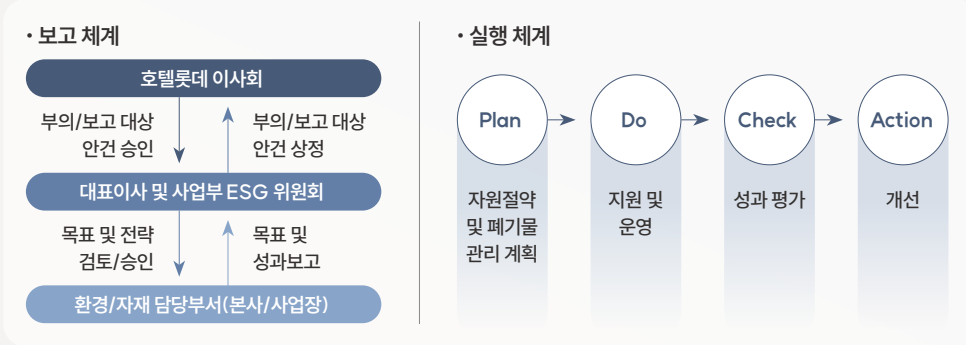 • 보고 체계
호텔롯데 이사회
부의/보고 대상
안건 승인
부의/보고 대상
안건 상정
대표이사 및 사업부 ESG 위원회
목표 및 전략
검토/승인
목표 및
성과보고
환경/자재 담당부서(본사/사업장)
• 실행 체계
Plan
Do
Check
Action
자원절약
및 폐기물
관리 계획
지원 및
운영
성과 평가
개선